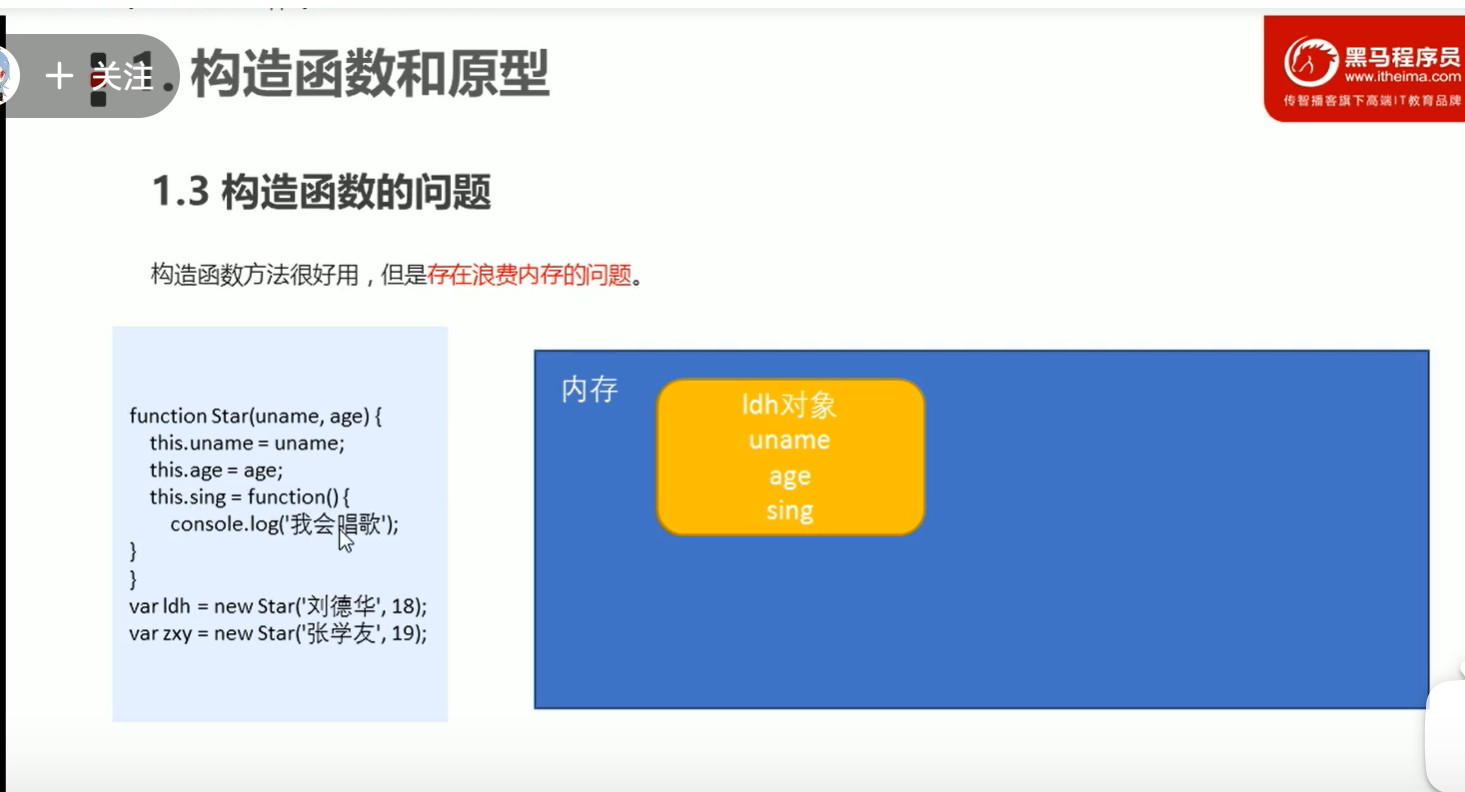 + 关注
1. 构造函数和原型
黑马程序员
www.itheima.com
传智播客旗下高端IT教育品牌
1.3 构造函数的问题
构造函数方法很好用，但是存在浪费内存的问题。
function Star(uname, age) {
this.uname = uname;
this.age = age;
this.sing = function() {
console.log('我会唱歌');
}
}
var ldh = new Star('刘德华', 18);
var zxy = new Star('张学友', 19);
内存
ldh对象
uname
age
sing